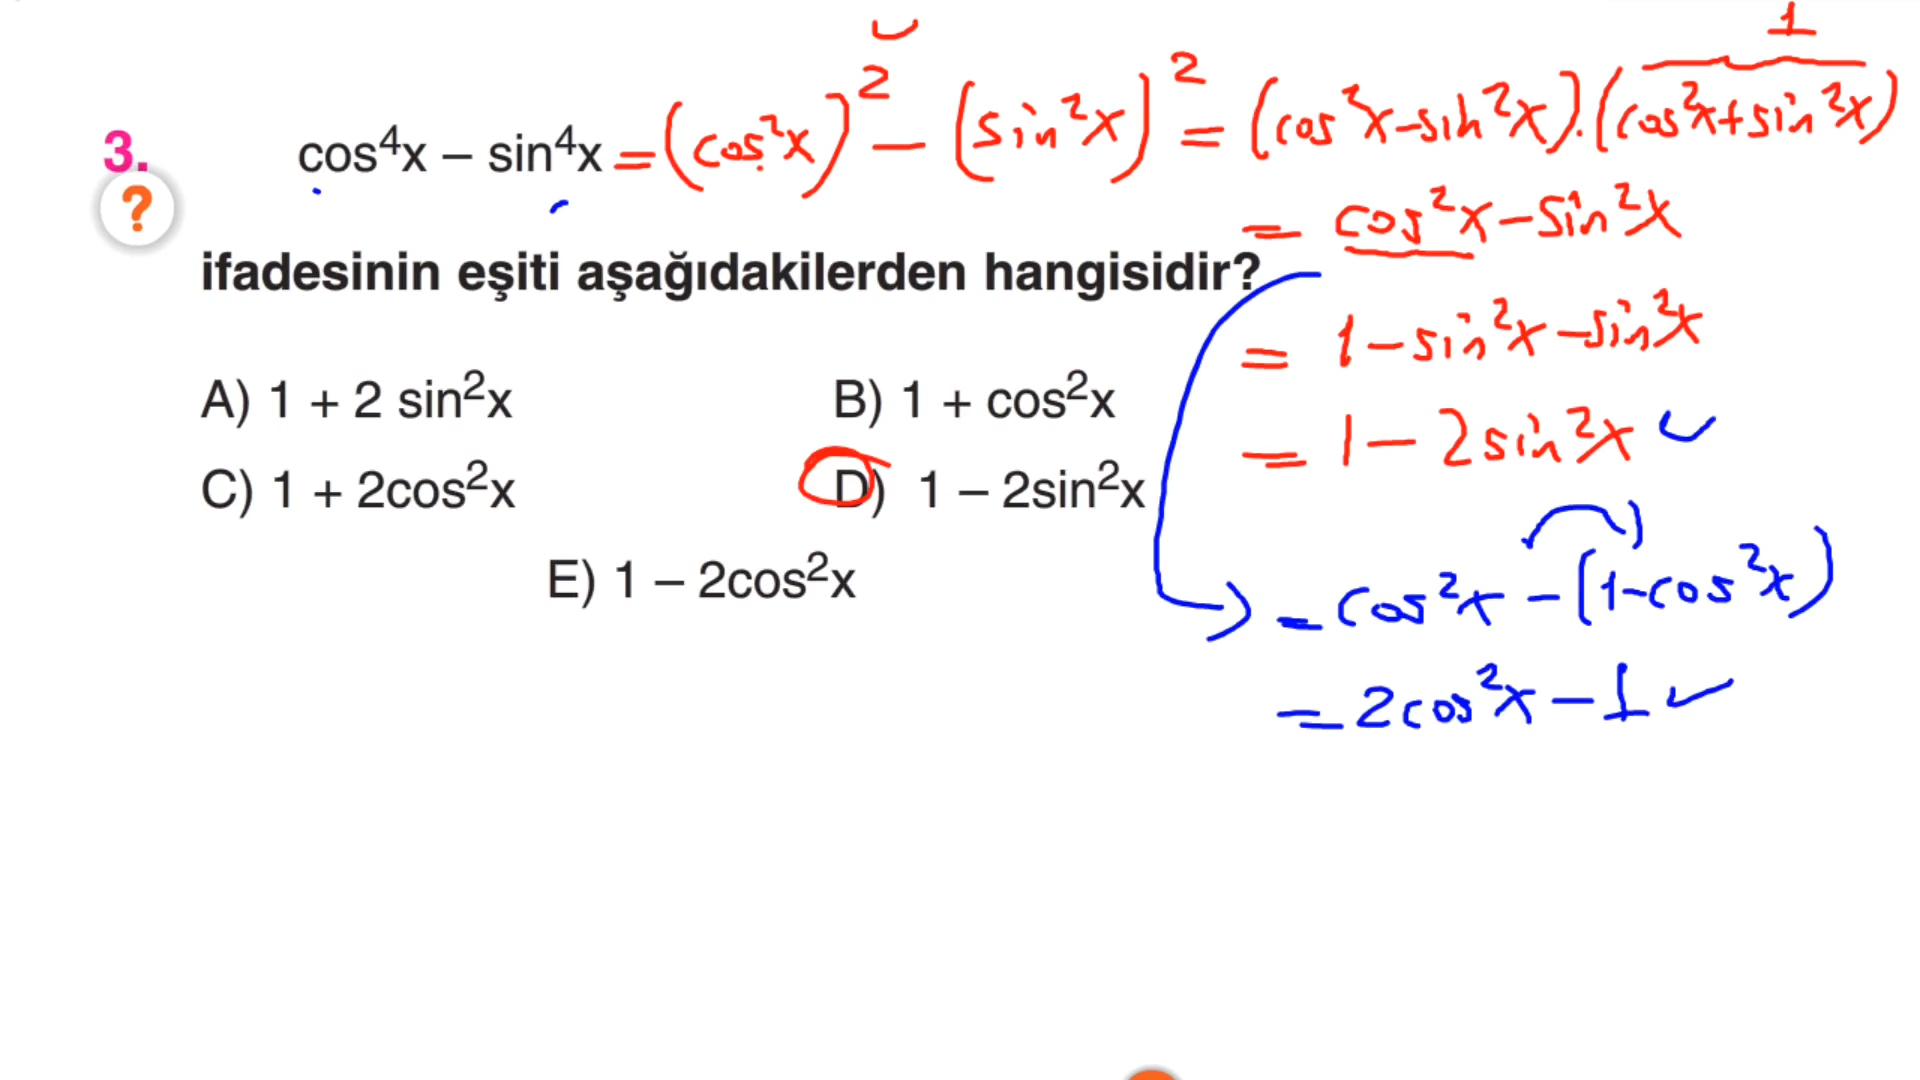 3. cos⁴x – sin⁴x = (cos²x)² – (sin²x)² = (cos²x–sin²x).(cos²x+sin²x)
1
?
= cos²x – sin²x
ifadesinin eşiti aşağıdakilerden hangisidir?
= 1 – sin²x – sin²x
A) 1 + 2 sin²x B) 1 + cos²x
= 1 – 2sin²x
C) 1 + 2cos²x D) 1 – 2sin²x
E) 1 – 2cos²x
= cos²x – (1–cos²x)
= 2cos²x – 1